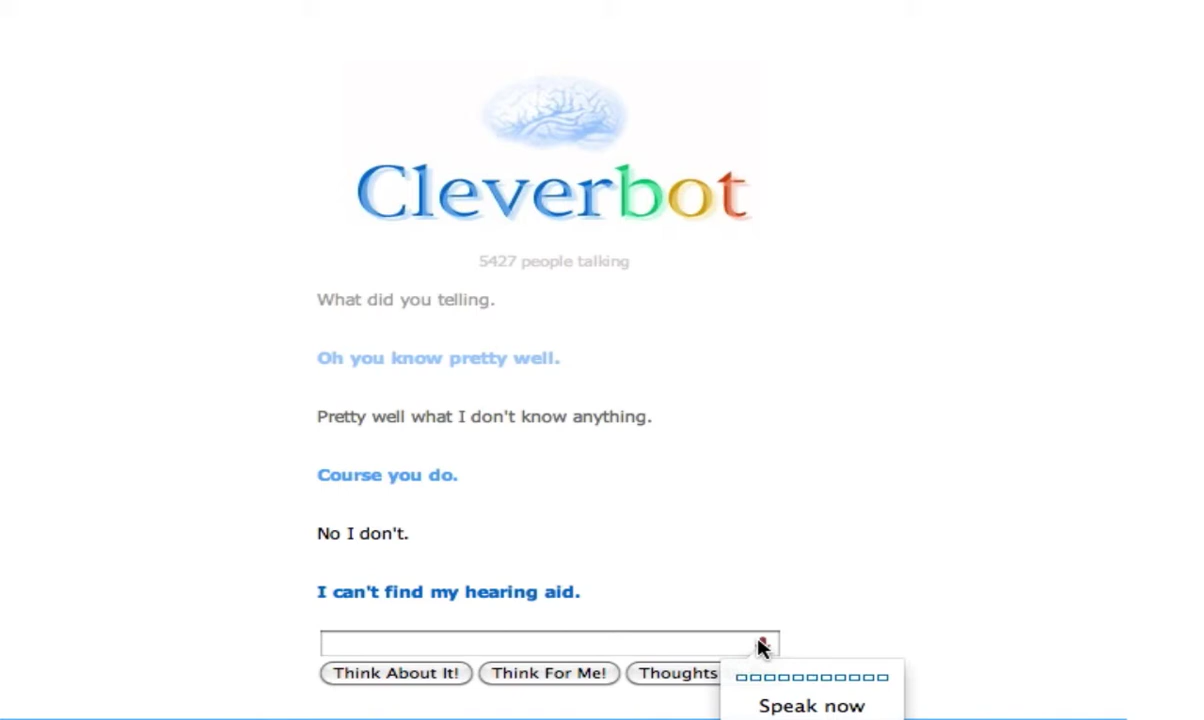 Cleverbot
5427 people talking
What did you telling.
Oh you know pretty well.
Pretty well what I don't know anything.
Course you do.
No I don't.
I can't find my hearing aid.
Think About It! Think For Me! Thoughts
Speak now